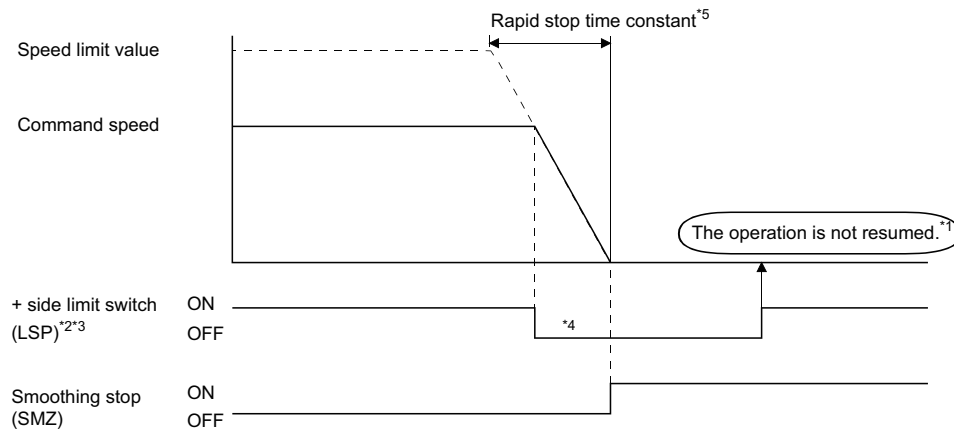 Rapid stop time constant*5
Speed limit value
Command speed
The operation is not resumed.*1
+ side limit switch
(LSP)*2*3
ON
OFF
*4
Smoothing stop
(SMZ)
ON
OFF